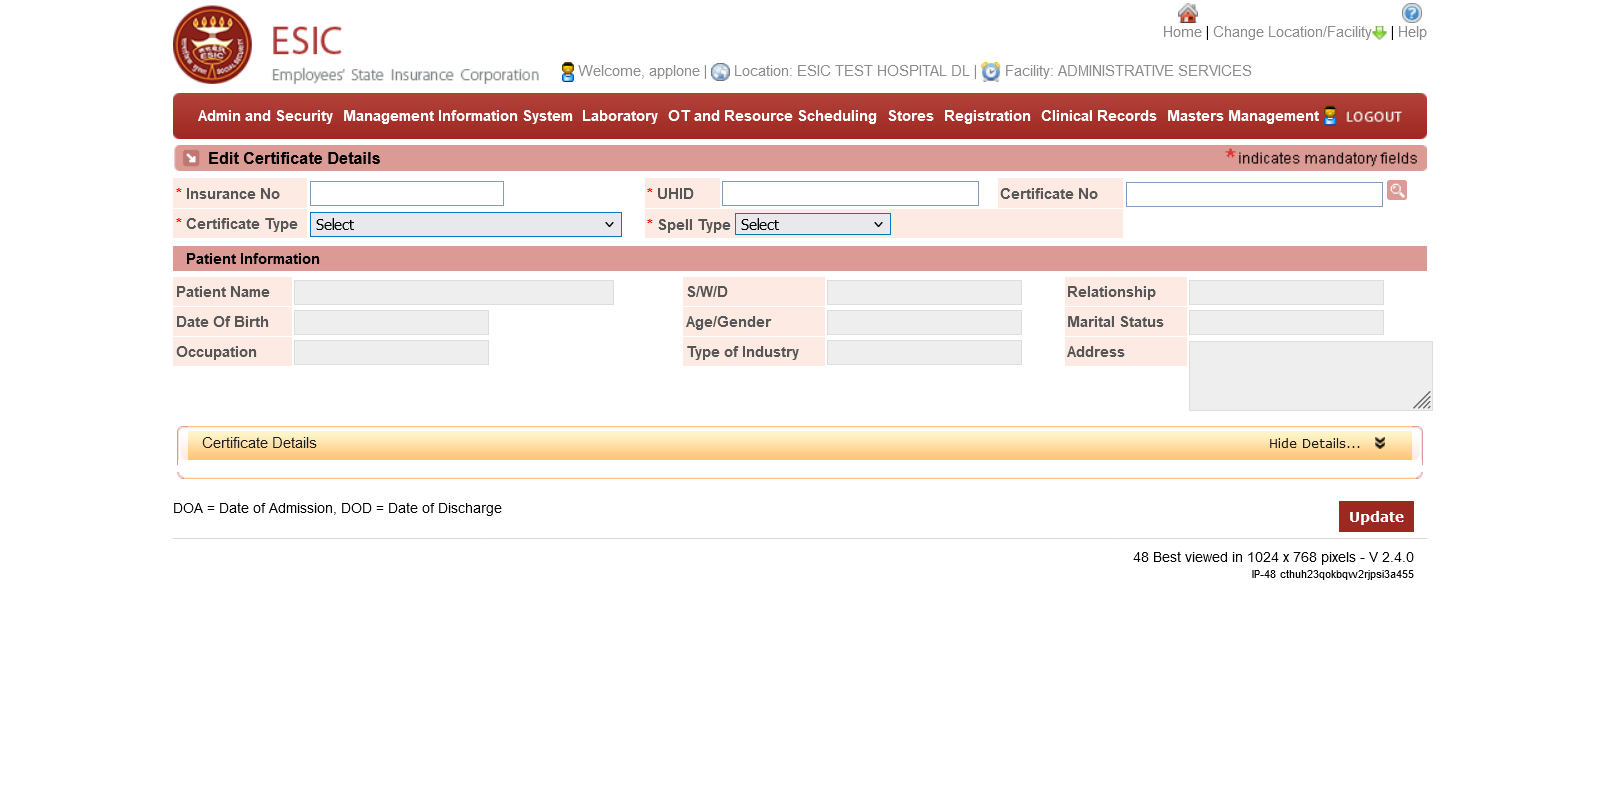 Home | Change Location/Facility | Help
ESIC
Employees' State Insurance Corporation
Welcome, applone | Location: ESIC TEST HOSPITAL DL | Facility: ADMINISTRATIVE SERVICES
Admin and Security Management Information System Laboratory OT and Resource Scheduling Stores Registration Clinical Records Masters Management LOGOUT
Edit Certificate Details * indicates mandatory fields
* Insurance No * UHID Certificate No
* Certificate Type Select * Spell Type Select
Patient Information
Patient Name S/W/D Relationship
Date Of Birth Age/Gender Marital Status
Occupation Type of Industry Address
Certificate Details Hide Details...
DOA = Date of Admission, DOD = Date of Discharge Update
48 Best viewed in 1024 x 768 pixels - V 2.4.0
IP-48 cthuh23qokbqvv2rjpsi3a455